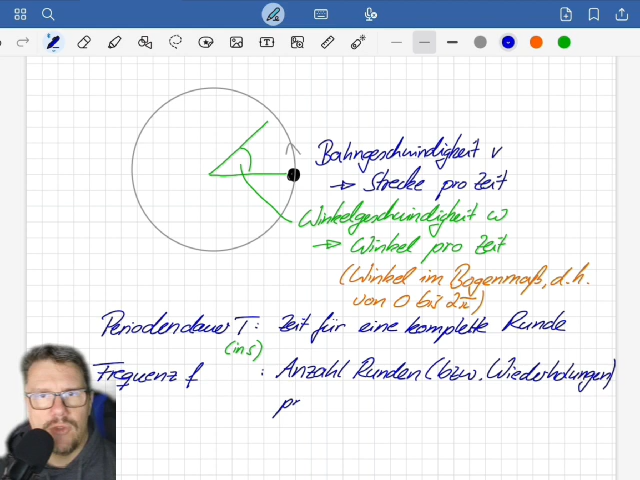 Bahngeschwindigkeit v
→ Strecke pro Zeit
Winkelgeschwindigkeit ω
→ Winkel pro Zeit
(Winkel im Bogenmaß, d.h.
von 0 bis 2π)
Periodendauer T: Zeit für eine komplette Runde
(in s)
Frequenz f : Anzahl Runden (bzw. Wiederholungen)
pr